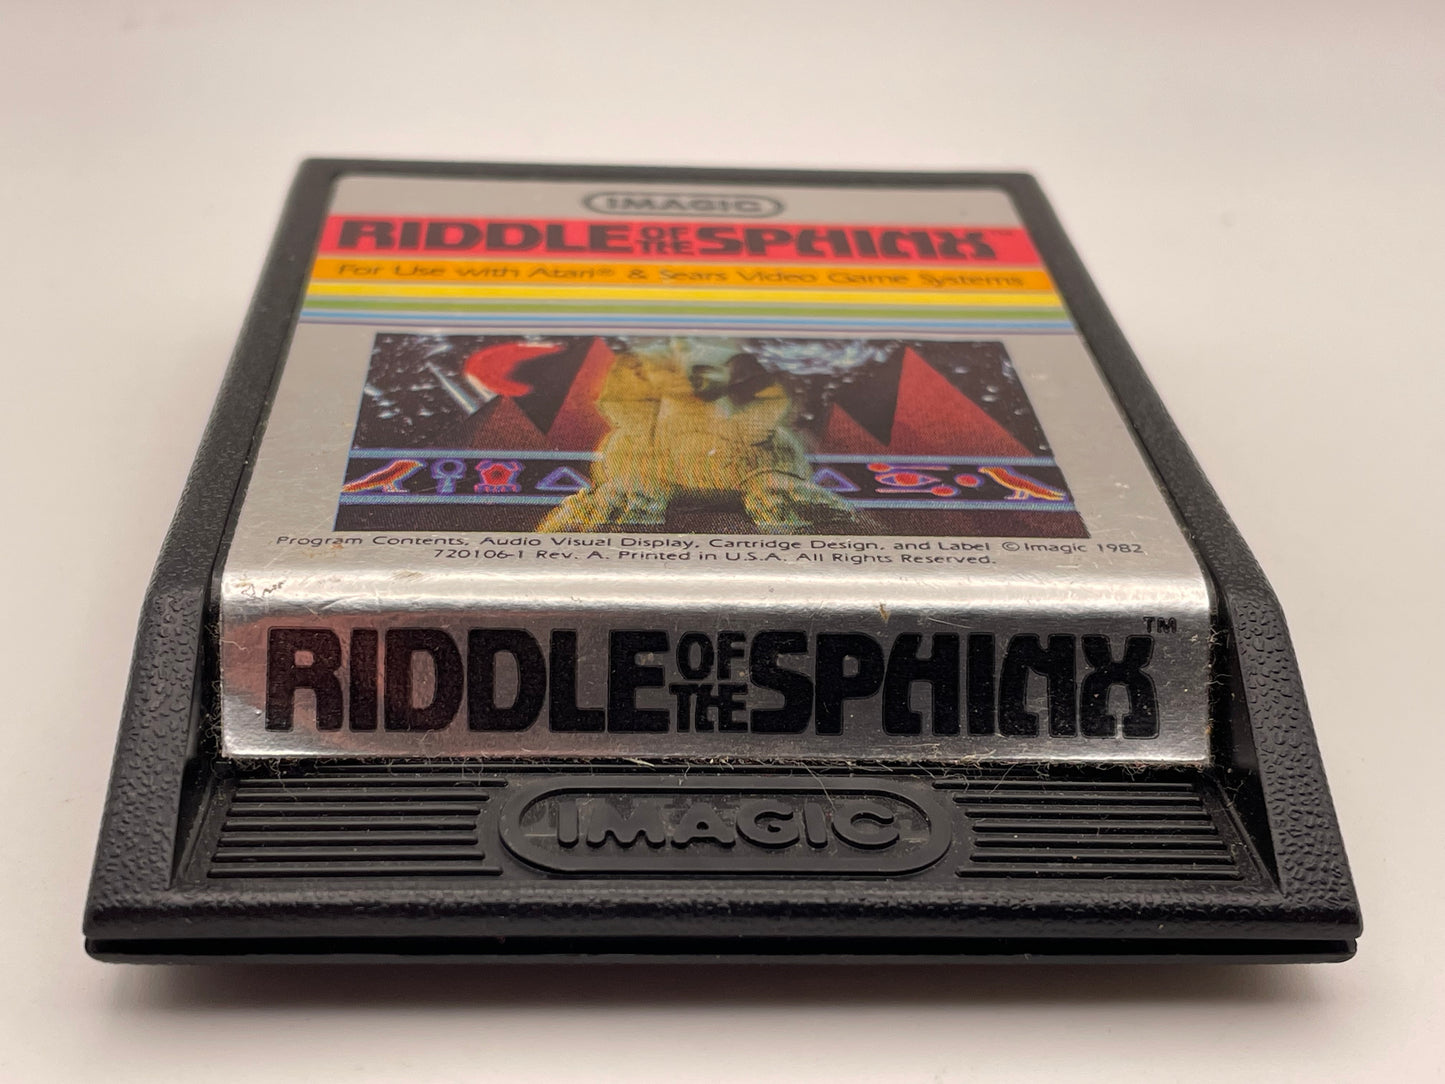 IMAGIC
RIDDLE OF THE SPHINX™
For Use with Atari® & Sears Video Game Systems
Program Contents, Audio Visual Display, Cartridge Design, and Label © Imagic 1982
720106-1 Rev. A. Printed in U.S.A. All Rights Reserved.
RIDDLE OF THE SPHINX™
IMAGIC